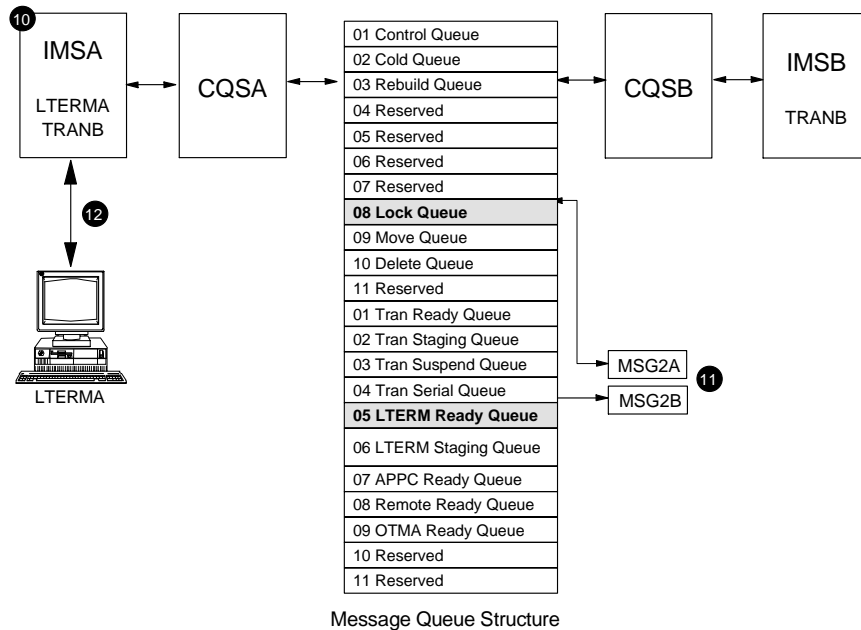 10
IMSA
LTERMA
TRANB
CQSA
12
LTERMA
01 Control Queue
02 Cold Queue
03 Rebuild Queue
04 Reserved
05 Reserved
06 Reserved
07 Reserved
08 Lock Queue
09 Move Queue
10 Delete Queue
11 Reserved
01 Tran Ready Queue
02 Tran Staging Queue
03 Tran Suspend Queue
04 Tran Serial Queue
05 LTERM Ready Queue
06 LTERM Staging Queue
07 APPC Ready Queue
08 Remote Ready Queue
09 OTMA Ready Queue
10 Reserved
11 Reserved
Message Queue Structure
CQSB
IMSB
TRANB
MSG2A
MSG2B
11